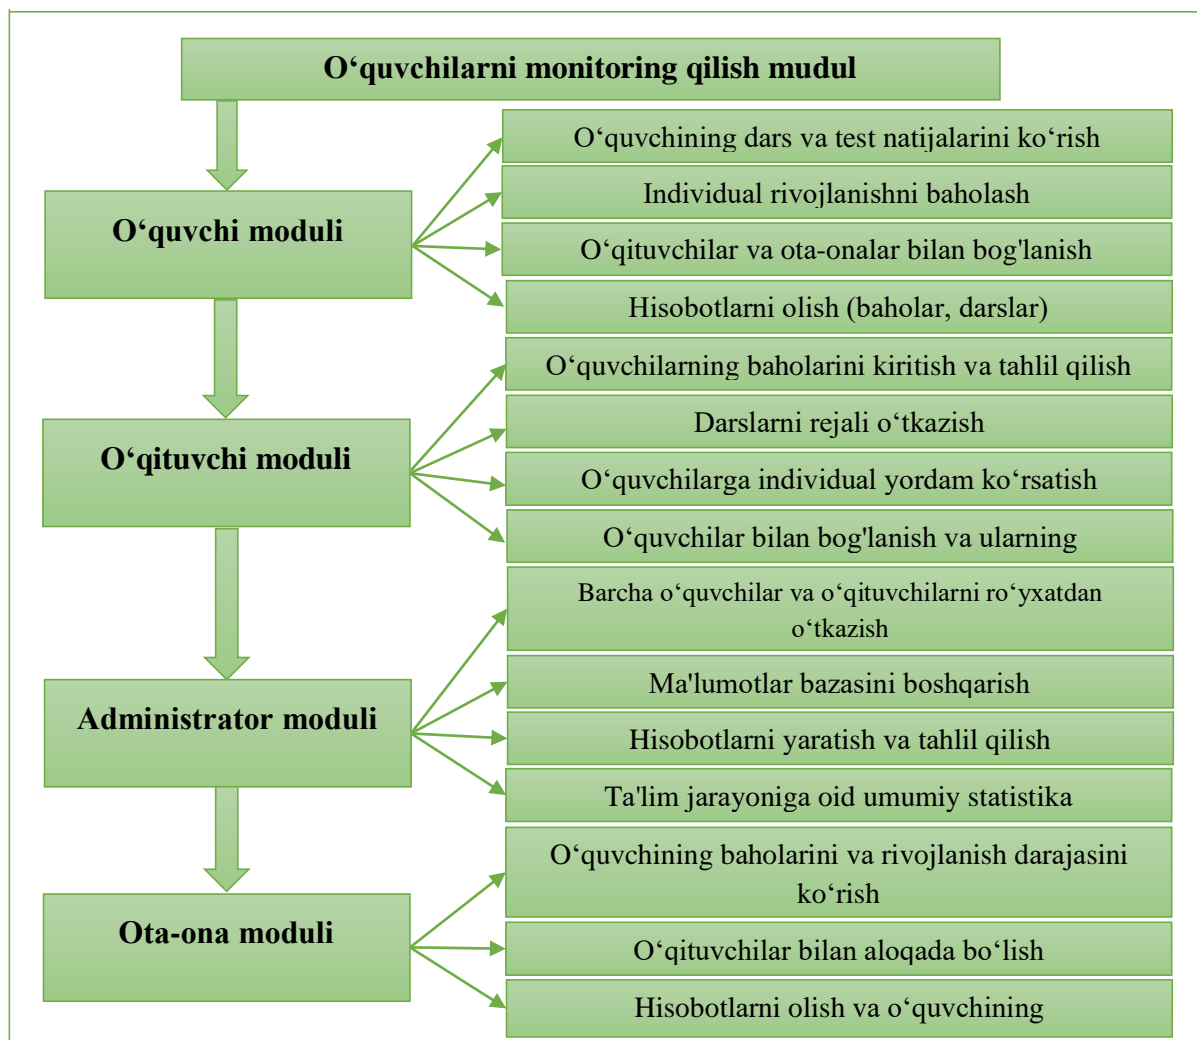 O‘quvchilarni monitoring qilish mudul
O‘quvchi moduli
O‘quvchining dars va test natijalarini ko‘rish
Individual rivojlanishni baholash
O‘qituvchilar va ota-onalar bilan bog'lanish
Hisobotlarni olish (baholar, darslar)
O‘qituvchi moduli
O‘quvchilarning baholarini kiritish va tahlil qilish
Darslarni rejali o‘tkazish
O‘quvchilarga individual yordam ko‘rsatish
O‘quvchilar bilan bog'lanish va ularning
Administrator moduli
Barcha o‘quvchilar va o‘qituvchilarni ro‘yxatdan
o‘tkazish
Ma'lumotlar bazasini boshqarish
Hisobotlarni yaratish va tahlil qilish
Ta'lim jarayoniga oid umumiy statistika
Ota-ona moduli
O‘quvchining baholarini va rivojlanish darajasini
ko‘rish
O‘qituvchilar bilan aloqada bo‘lish
Hisobotlarni olish va o‘quvchining